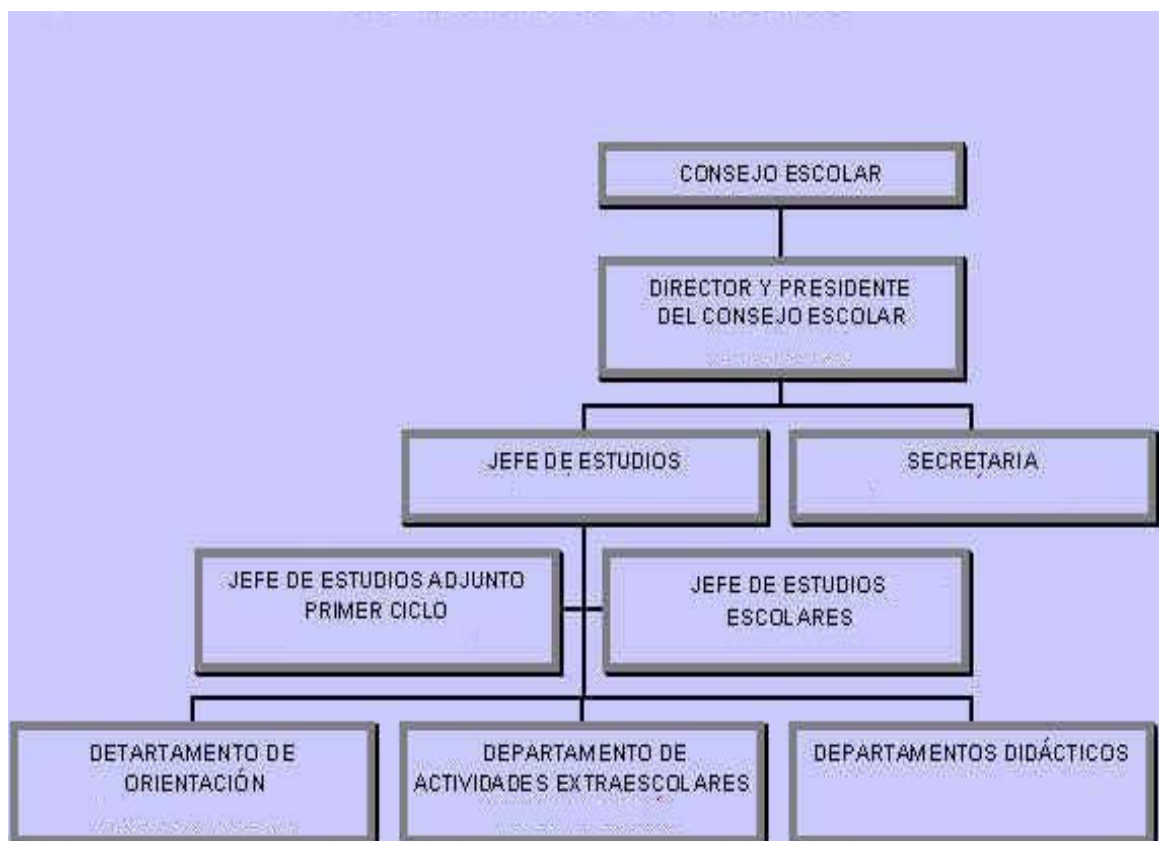 CONSEJO ESCOLAR
DIRECTOR Y PRESIDENTE
DEL CONSEJO ESCOLAR
JEFE DE ESTUDIOS
SECRETARIA
JEFE DE ESTUDIOS ADJUNTO
PRIMER CICLO
JEFE DE ESTUDIOS
ESCOLARES
DETARTAMENTO DE
ORIENTACIÓN
DEPARTAMENTO DE
ACTIVIDADES EXTRAESCOLARES
DEPARTAMENTOS DIDÁCTICOS